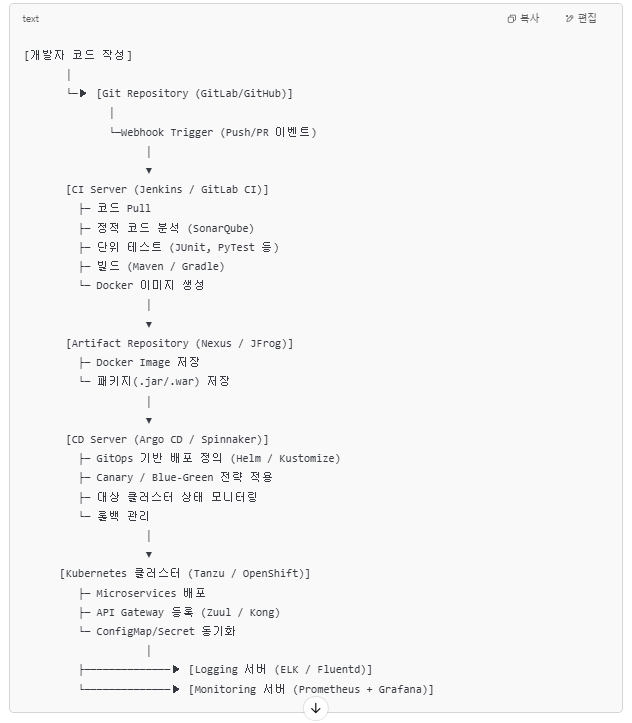 text 복사 편집
[개발자 코드 작성]
│
└─▶ [Git Repository (GitLab/GitHub)]
│
└─Webhook Trigger (Push/PR 이벤트)
│
▼
[CI Server (Jenkins / GitLab CI)]
├─ 코드 Pull
├─ 정적 코드 분석 (SonarQube)
├─ 단위 테스트 (JUnit, PyTest 등)
├─ 빌드 (Maven / Gradle)
└─ Docker 이미지 생성
│
▼
[Artifact Repository (Nexus / JFrog)]
├─ Docker Image 저장
└─ 패키지(.jar/.war) 저장
│
▼
[CD Server (Argo CD / Spinnaker)]
├─ GitOps 기반 배포 정의 (Helm / Kustomize)
├─ Canary / Blue-Green 전략 적용
├─ 대상 클러스터 상태 모니터링
└─ 롤백 관리
│
▼
[Kubernetes 클러스터 (Tanzu / OpenShift)]
├─ Microservices 배포
├─ API Gateway 등록 (Zuul / Kong)
└─ ConfigMap/Secret 동기화
│
├──────────────▶ [Logging 서버 (ELK / Fluentd)]
└──────────────▶ [Monitoring 서버 (Prometheus + Grafana)]